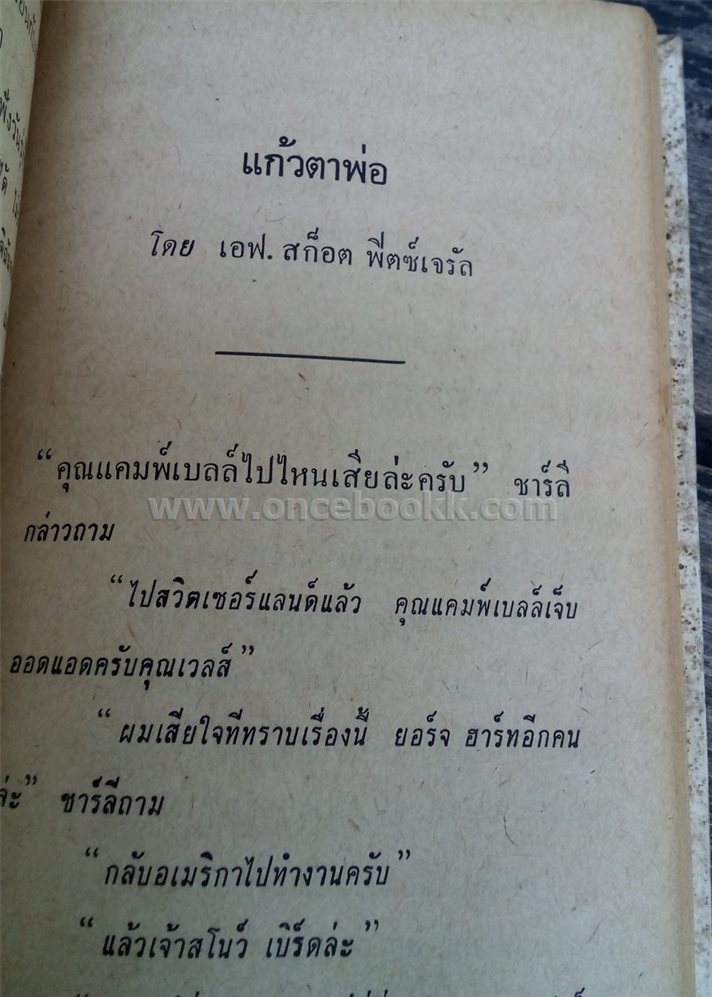 แก้วตาพ่อ
โดย เอฟ. สก็อต ฟีตซ์เจรัล
“คุณแคมพ์เบลล์ไปไหนเสียล่ะครับ” ชาร์ลี
www.oncebookk.com
กล่าวถาม
“ไปสวิตเซอร์แลนด์แล้ว คุณแคมพ์เบลล์เจ็บ
ออดแอดครับคุณเวลส์”
“ผมเสียใจที่ทราบเรื่องนี้ ยอร์จ ฮาร์ทอีกคน
ล่ะ” ชาร์ลีถาม
“กลับอเมริกาไปทำงานครับ”
“แล้วเจ้าสโนว์ เบิร์ดล่ะ”